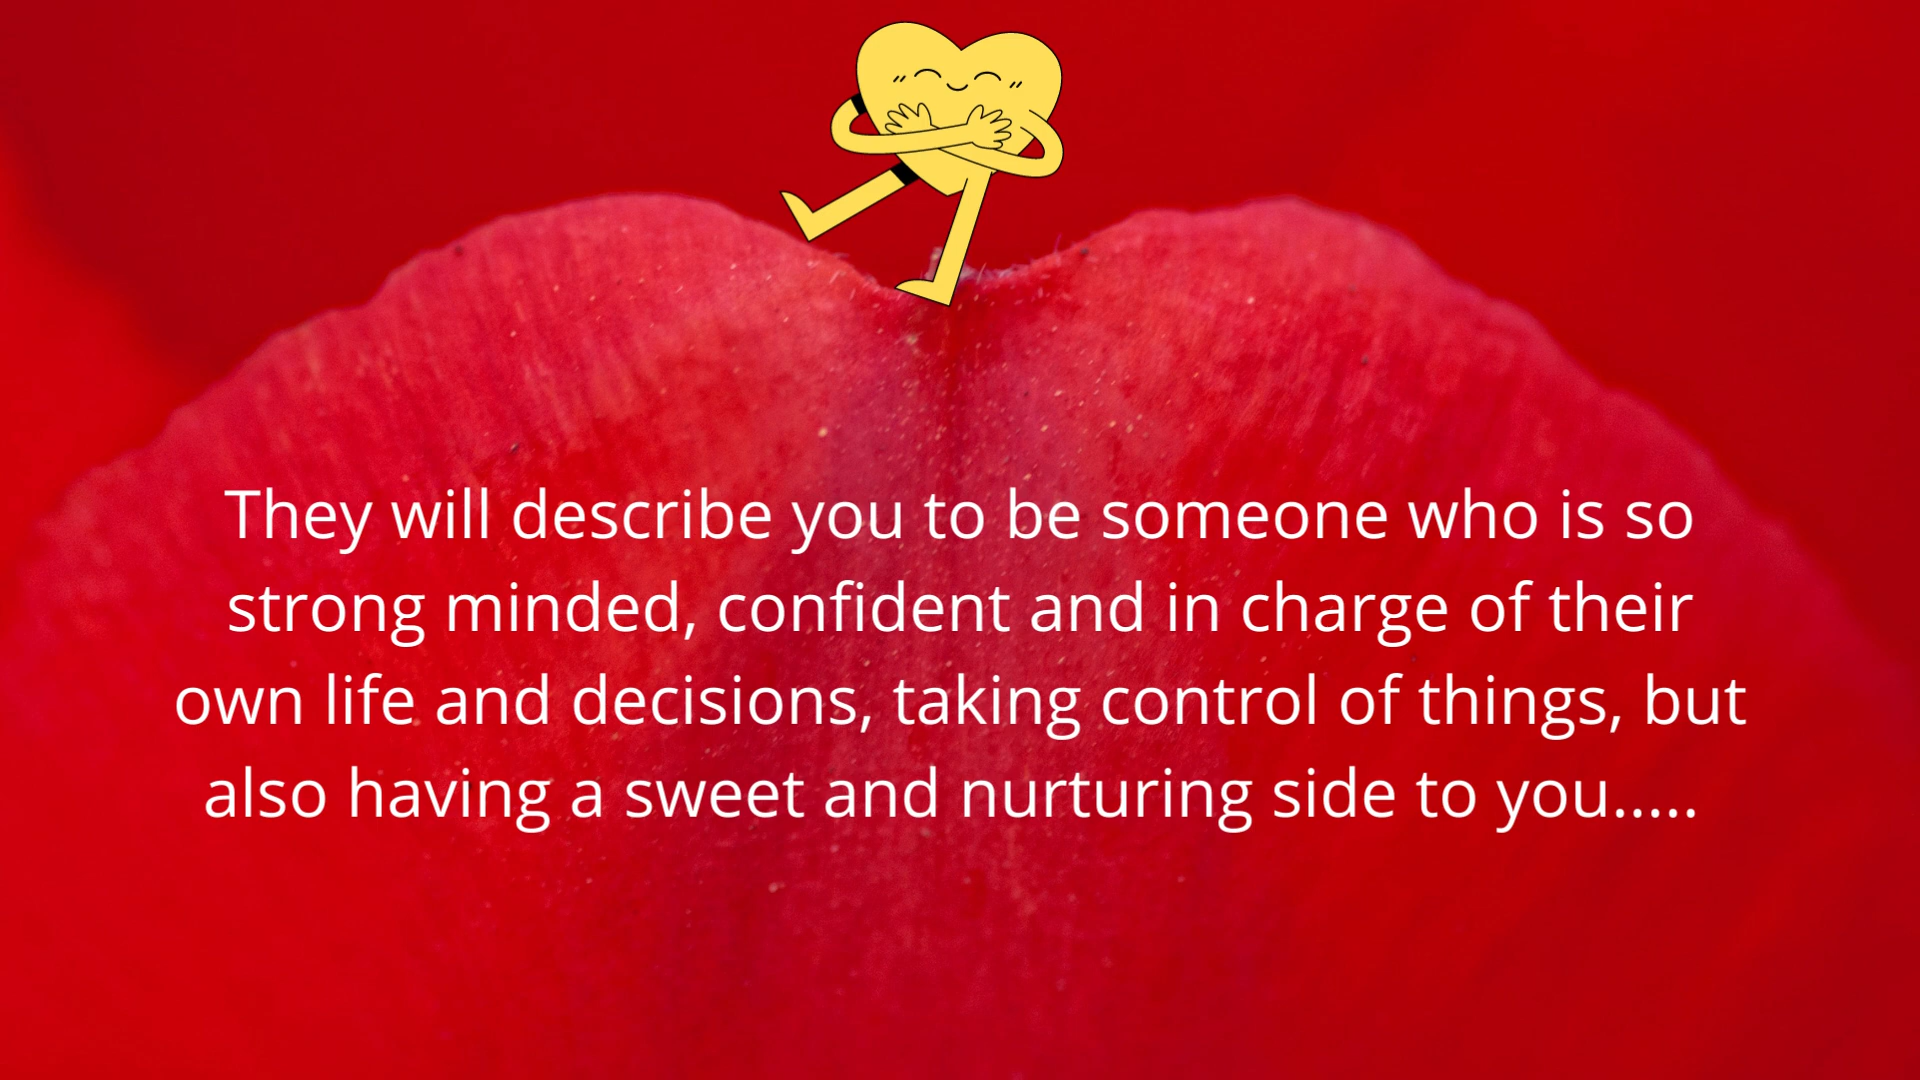 They will describe you to be someone who is so
strong minded, confident and in charge of their
own life and decisions, taking control of things, but
also having a sweet and nurturing side to you.....